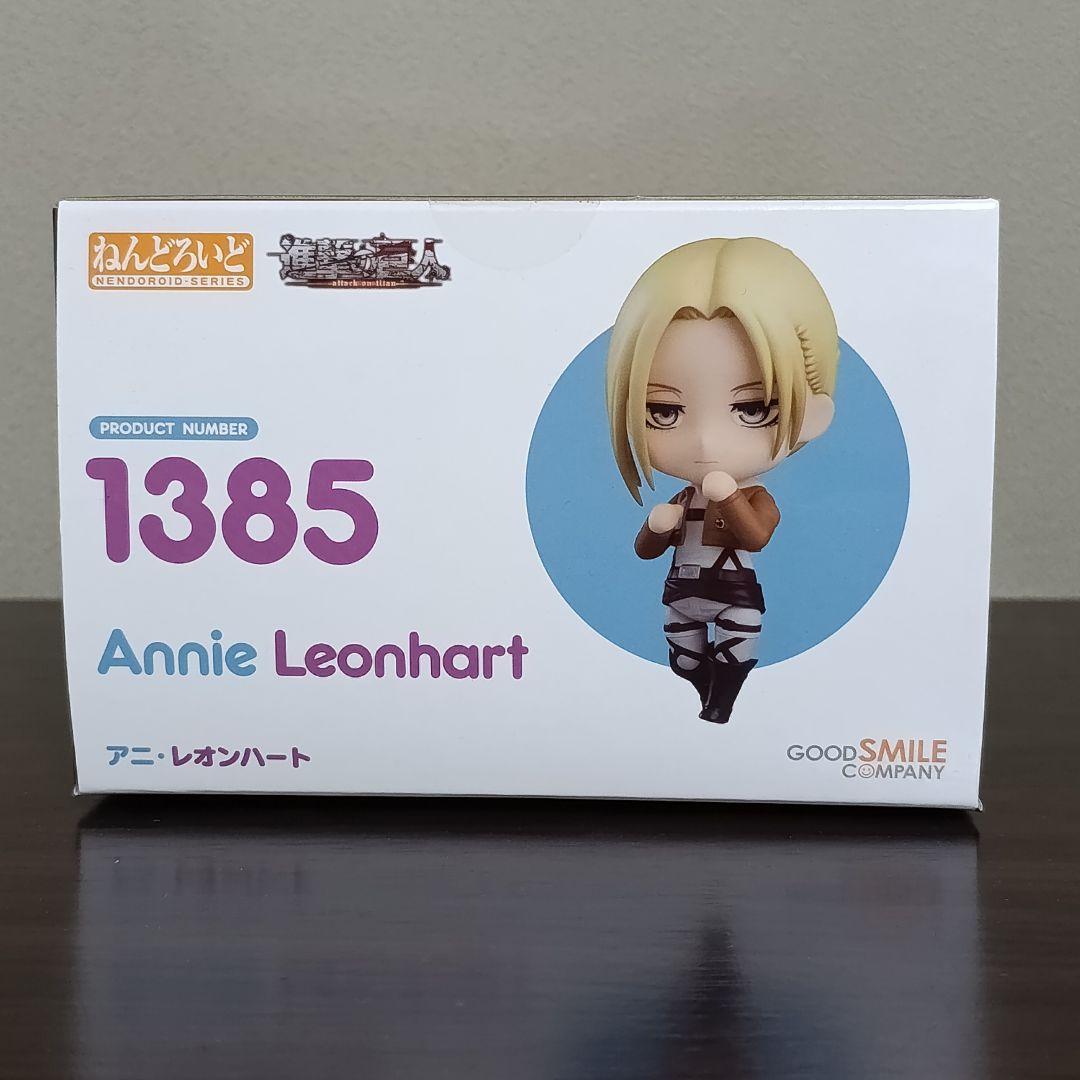 ねんどろいど
NENDOROID-SERIES
進撃の巨人
attack on titan
PRODUCT NUMBER
1385
Annie Leonhart
アニ・レオンハート
GOOD SMILE
COMPANY